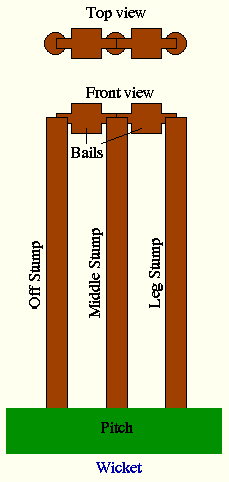 Top view
Front view
Bails
Off Stump
Middle Stump
Leg Stump
Pitch
Wicket